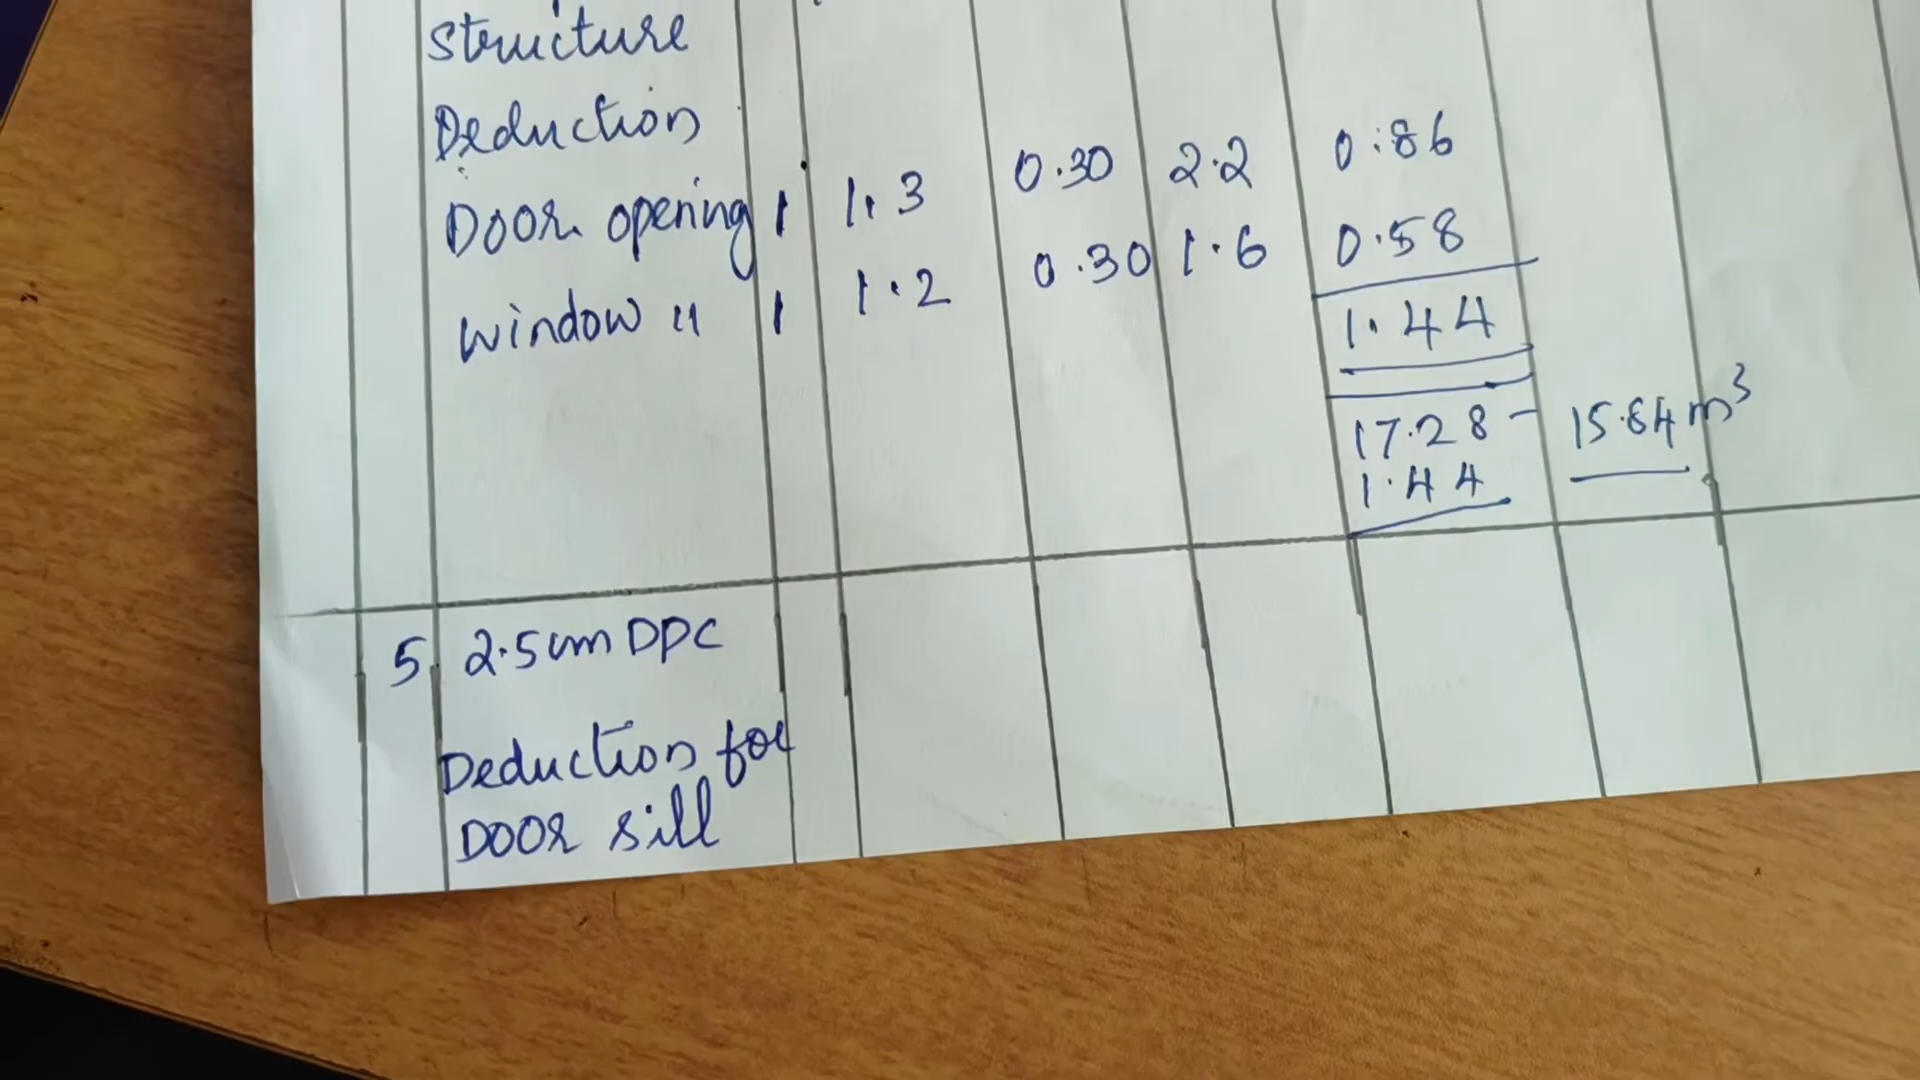 structure
Deduction
Door opening 1 1.3 0.30 2.2 0.86
window " 1 1.2 0.30 1.6 0.58
1.44
17.28 - 15.84 m³
1.44
5. 2.5 cm DPC
Deduction for
Door sill